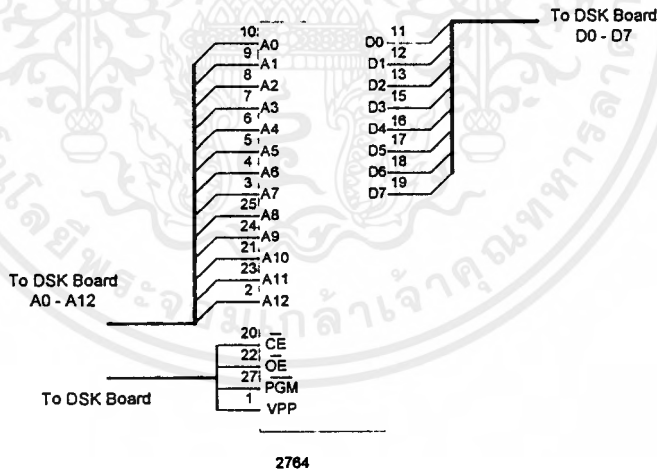 To DSK Board
D0 - D7
10 A0
9 A1
8 A2
7 A3
6 A4
5 A5
4 A6
3 A7
25 A8
24 A9
21 A10
23 A11
2 A12
D0 11
D1 12
D2 13
D3 15
D4 16
D5 17
D6 18
D7 19
To DSK Board
A0 - A12
20 CE
22 OE
27 PGM
1 VPP
To DSK Board
2764